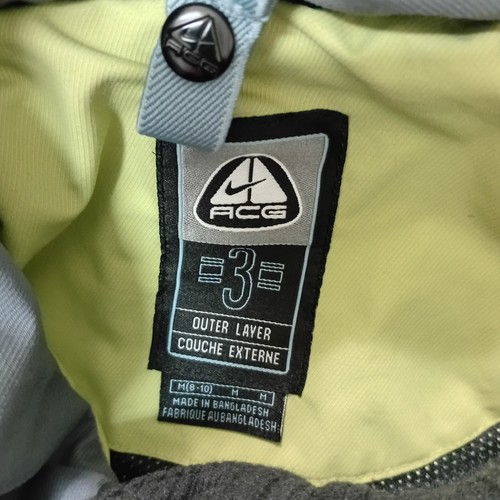 ACG
ACG
3
OUTER LAYER
COUCHE EXTERNE
M(8-10) M M
MADE IN BANGLADESH
FABRIQUE AU BANGLADESH